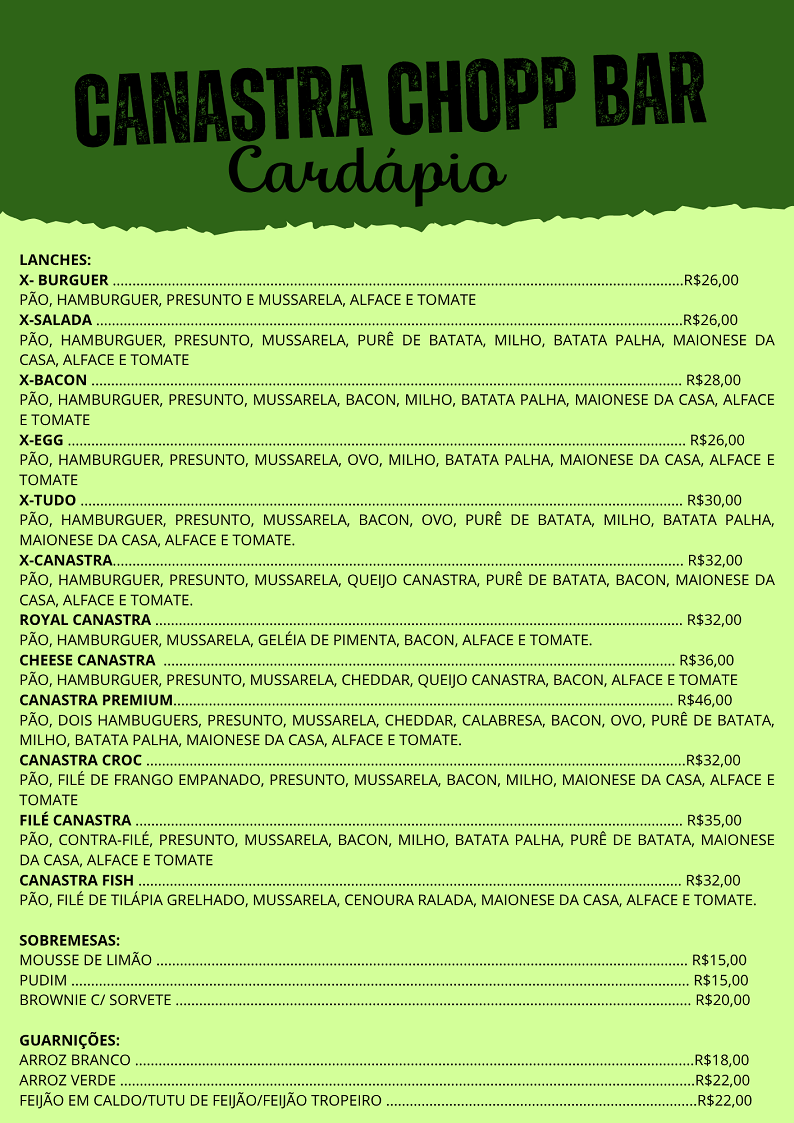 CANASTRA CHOPP BAR
Cardápio
LANCHES:
X- BURGUER ................................................................................................................................................R$26,00
PÃO, HAMBURGUER, PRESUNTO E MUSSARELA, ALFACE E TOMATE
X-SALADA ....................................................................................................................................................R$26,00
PÃO, HAMBURGUER, PRESUNTO, MUSSARELA, PURÊ DE BATATA, MILHO, BATATA PALHA, MAIONESE DA
CASA, ALFACE E TOMATE
X-BACON ..................................................................................................................................................... R$28,00
PÃO, HAMBURGUER, PRESUNTO, MUSSARELA, BACON, MILHO, BATATA PALHA, MAIONESE DA CASA, ALFACE
E TOMATE
X-EGG ........................................................................................................................................................... R$26,00
PÃO, HAMBURGUER, PRESUNTO, MUSSARELA, OVO, MILHO, BATATA PALHA, MAIONESE DA CASA, ALFACE E
TOMATE
X-TUDO ........................................................................................................................................................ R$30,00
PÃO, HAMBURGUER, PRESUNTO, MUSSARELA, BACON, OVO, PURÊ DE BATATA, MILHO, BATATA PALHA,
MAIONESE DA CASA, ALFACE E TOMATE.
X-CANASTRA................................................................................................................................................ R$32,00
PÃO, HAMBURGUER, PRESUNTO, MUSSARELA, QUEIJO CANASTRA, PURÊ DE BATATA, BACON, MAIONESE DA
CASA, ALFACE E TOMATE.
ROYAL CANASTRA ..................................................................................................................................... R$32,00
PÃO, HAMBURGUER, MUSSARELA, GELÉIA DE PIMENTA, BACON, ALFACE E TOMATE.
CHEESE CANASTRA ................................................................................................................................. R$36,00
PÃO, HAMBURGUER, PRESUNTO, MUSSARELA, CHEDDAR, QUEIJO CANASTRA, BACON, ALFACE E TOMATE
CANASTRA PREMIUM.............................................................................................................................. R$46,00
PÃO, DOIS HAMBUGUERS, PRESUNTO, MUSSARELA, CHEDDAR, CALABRESA, BACON, OVO, PURÊ DE BATATA,
MILHO, BATATA PALHA, MAIONESE DA CASA, ALFACE E TOMATE.
CANASTRA CROC ........................................................................................................................................R$32,00
PÃO, FILÉ DE FRANGO EMPANADO, PRESUNTO, MUSSARELA, BACON, MILHO, MAIONESE DA CASA, ALFACE E
TOMATE
FILÉ CANASTRA .......................................................................................................................................... R$35,00
PÃO, CONTRA-FILÉ, PRESUNTO, MUSSARELA, BACON, MILHO, BATATA PALHA, PURÊ DE BATATA, MAIONESE
DA CASA, ALFACE E TOMATE
CANASTRA FISH ......................................................................................................................................... R$32,00
PÃO, FILÉ DE TILÁPIA GRELHADO, MUSSARELA, CENOURA RALADA, MAIONESE DA CASA, ALFACE E TOMATE.
SOBREMESAS:
MOUSSE DE LIMÃO ..................................................................................................................................... R$15,00
PUDIM ........................................................................................................................................................... R$15,00
BROWNIE C/ SORVETE ................................................................................................................................. R$20,00
GUARNIÇÕES:
ARROZ BRANCO ............................................................................................................................................R$18,00
ARROZ VERDE ................................................................................................................................................R$22,00
FEIJÃO EM CALDO/TUTU DE FEIJÃO/FEIJÃO TROPEIRO ..............................................................................R$22,00